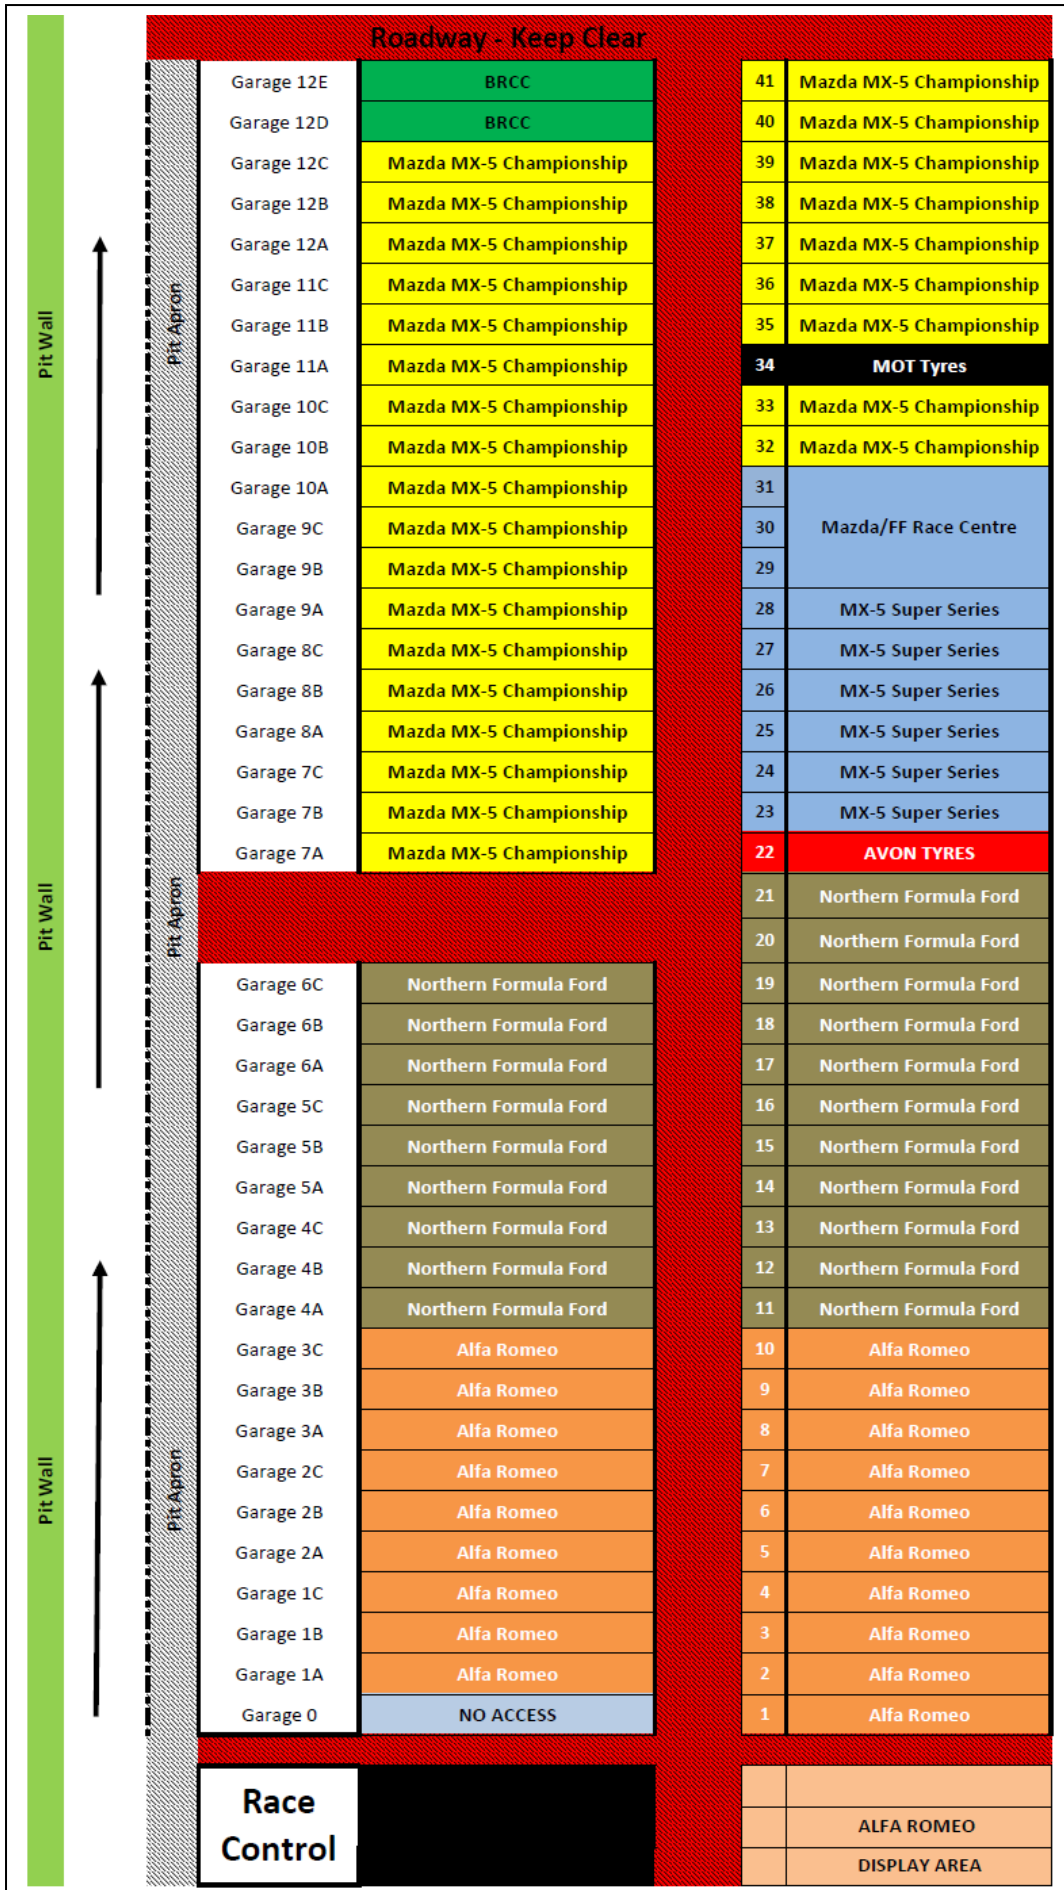 Roadway - Keep Clear
Garage 12E BRCC 41 Mazda MX-5 Championship
Garage 12D BRCC 40 Mazda MX-5 Championship
Garage 12C Mazda MX-5 Championship 39 Mazda MX-5 Championship
Garage 12B Mazda MX-5 Championship 38 Mazda MX-5 Championship
Garage 12A Mazda MX-5 Championship 37 Mazda MX-5 Championship
Garage 11C Mazda MX-5 Championship 36 Mazda MX-5 Championship
Garage 11B Mazda MX-5 Championship 35 Mazda MX-5 Championship
Pit Wall
Pit Apron
Garage 11A Mazda MX-5 Championship 34 MOT Tyres
Garage 10C Mazda MX-5 Championship 33 Mazda MX-5 Championship
Garage 10B Mazda MX-5 Championship 32 Mazda MX-5 Championship
Garage 10A Mazda MX-5 Championship 31
Garage 9C Mazda MX-5 Championship 30 Mazda/FF Race Centre
Garage 9B Mazda MX-5 Championship 29
Garage 9A Mazda MX-5 Championship 28 MX-5 Super Series
Garage 8C Mazda MX-5 Championship 27 MX-5 Super Series
Garage 8B Mazda MX-5 Championship 26 MX-5 Super Series
Garage 8A Mazda MX-5 Championship 25 MX-5 Super Series
Garage 7C Mazda MX-5 Championship 24 MX-5 Super Series
Garage 7B Mazda MX-5 Championship 23 MX-5 Super Series
Garage 7A Mazda MX-5 Championship 22 AVON TYRES
Pit Wall
Pit Apron
21 Northern Formula Ford
20 Northern Formula Ford
Garage 6C Northern Formula Ford 19 Northern Formula Ford
Garage 6B Northern Formula Ford 18 Northern Formula Ford
Garage 6A Northern Formula Ford 17 Northern Formula Ford
Garage 5C Northern Formula Ford 16 Northern Formula Ford
Garage 5B Northern Formula Ford 15 Northern Formula Ford
Garage 5A Northern Formula Ford 14 Northern Formula Ford
Garage 4C Northern Formula Ford 13 Northern Formula Ford
Garage 4B Northern Formula Ford 12 Northern Formula Ford
Garage 4A Northern Formula Ford 11 Northern Formula Ford
Garage 3C Alfa Romeo 10 Alfa Romeo
Garage 3B Alfa Romeo 9 Alfa Romeo
Garage 3A Alfa Romeo 8 Alfa Romeo
Garage 2C Alfa Romeo 7 Alfa Romeo
Pit Wall
Pit Apron
Garage 2B Alfa Romeo 6 Alfa Romeo
Garage 2A Alfa Romeo 5 Alfa Romeo
Garage 1C Alfa Romeo 4 Alfa Romeo
Garage 1B Alfa Romeo 3 Alfa Romeo
Garage 1A Alfa Romeo 2 Alfa Romeo
Garage 0 NO ACCESS 1 Alfa Romeo
Race
Control
ALFA ROMEO
DISPLAY AREA